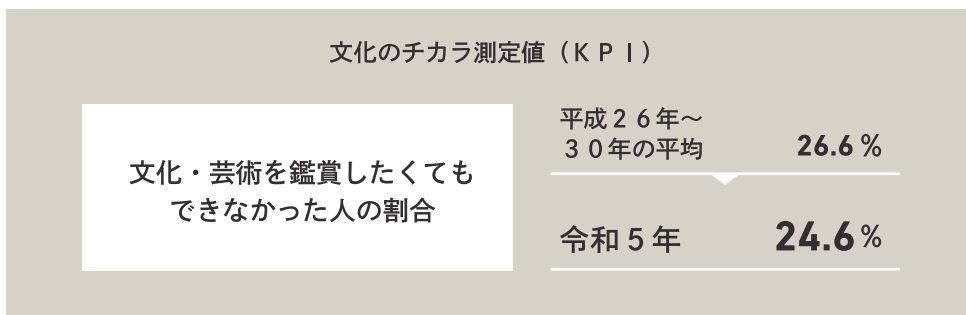 文化のチカラ測定値（ＫＰＩ）
文化・芸術を鑑賞したくても
できなかった人の割合
平成２６年～
３０年の平均 26.6％
令和５年 24.6％